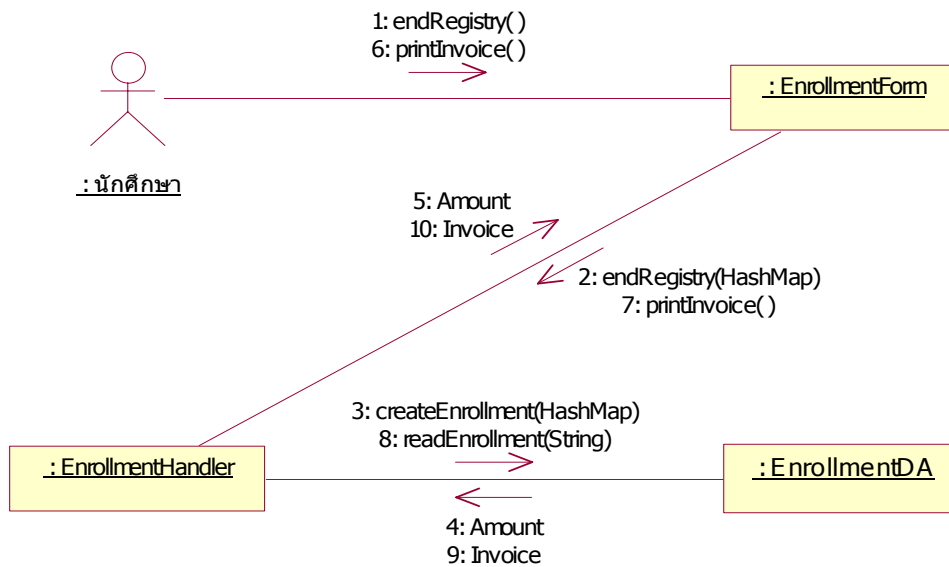 1: endRegistry( )
6: printInvoice( )
: EnrollmentForm
: นักศึกษา
5: Amount
10: Invoice
2: endRegistry(HashMap)
7: printInvoice( )
3: createEnrollment(HashMap)
8: readEnrollment(String)
: EnrollmentHandler
: EnrollmentDA
4: Amount
9: Invoice